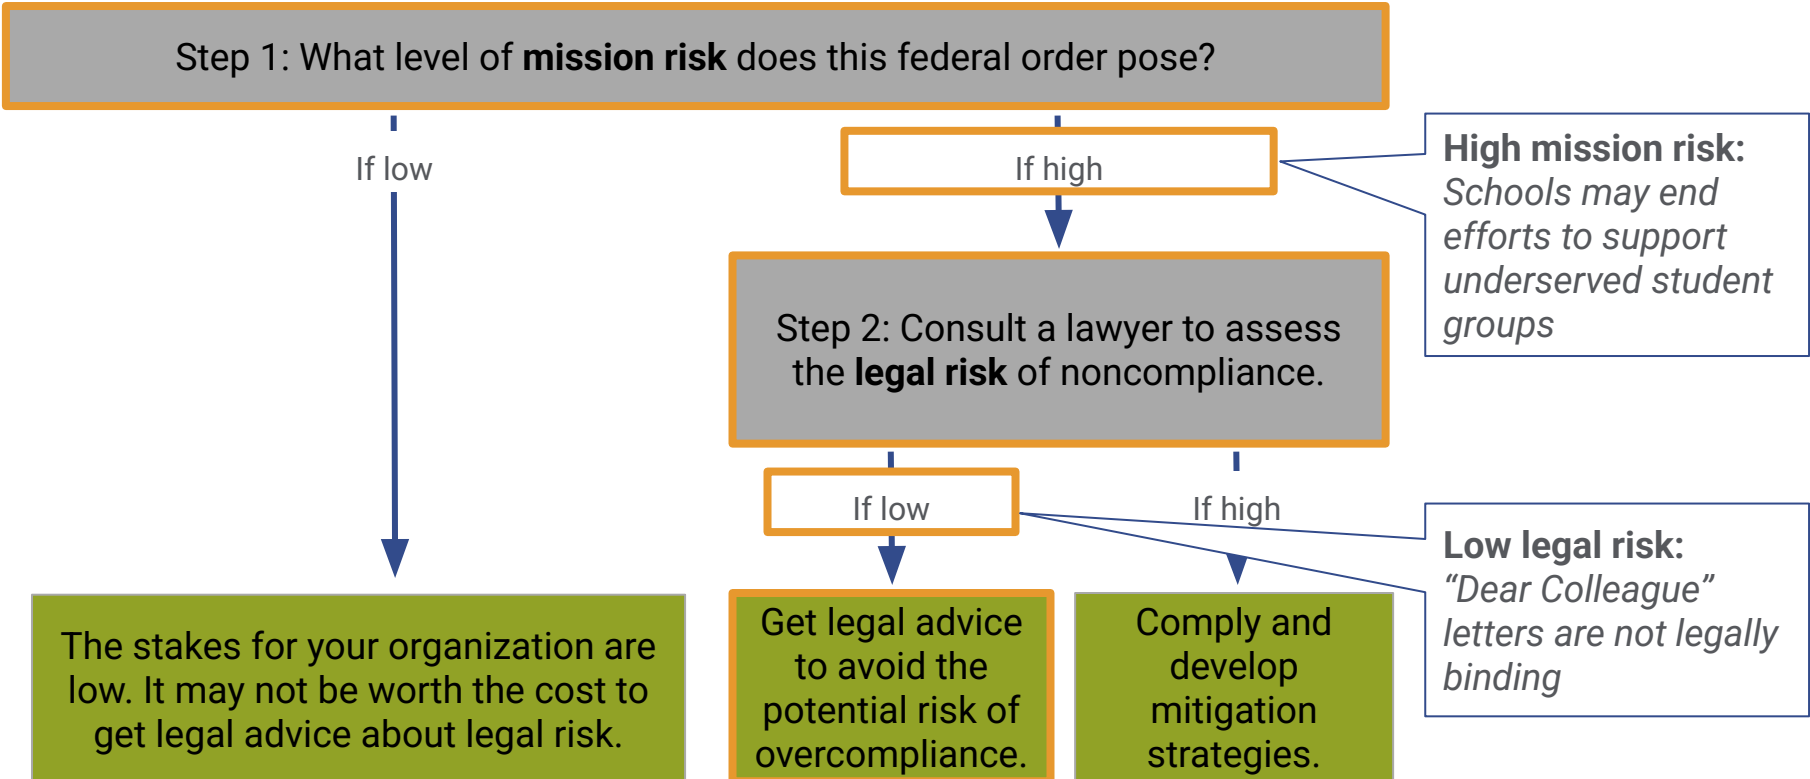 Step 1: What level of mission risk does this federal order pose?
If low
If high
High mission risk:
Schools may end
efforts to support
underserved student
groups
Step 2: Consult a lawyer to assess
the legal risk of noncompliance.
If low
If high
Low legal risk:
“Dear Colleague”
letters are not legally
binding
The stakes for your organization are
low. It may not be worth the cost to
get legal advice about legal risk.
Get legal advice
to avoid the
potential risk of
overcompliance.
Comply and
develop
mitigation
strategies.